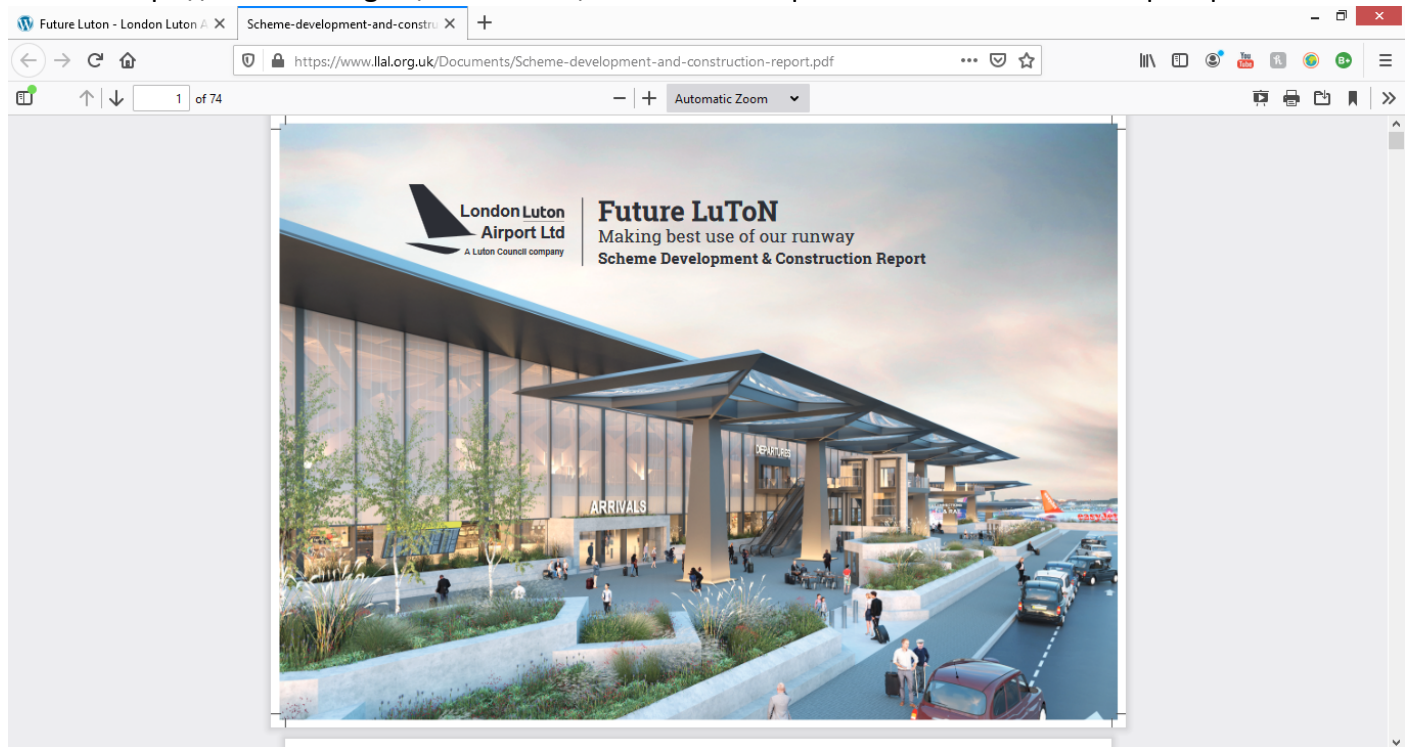 Future Luton - London Luton A
Scheme-development-and-constru
https://www.llal.org.uk/Documents/Scheme-development-and-construction-report.pdf
1 of 74
Automatic Zoom
London Luton
Airport Ltd
A Luton Council company
Future LuToN
Making best use of our runway
Scheme Development & Construction Report
DEPARTURES
ARRIVALS
easyJet